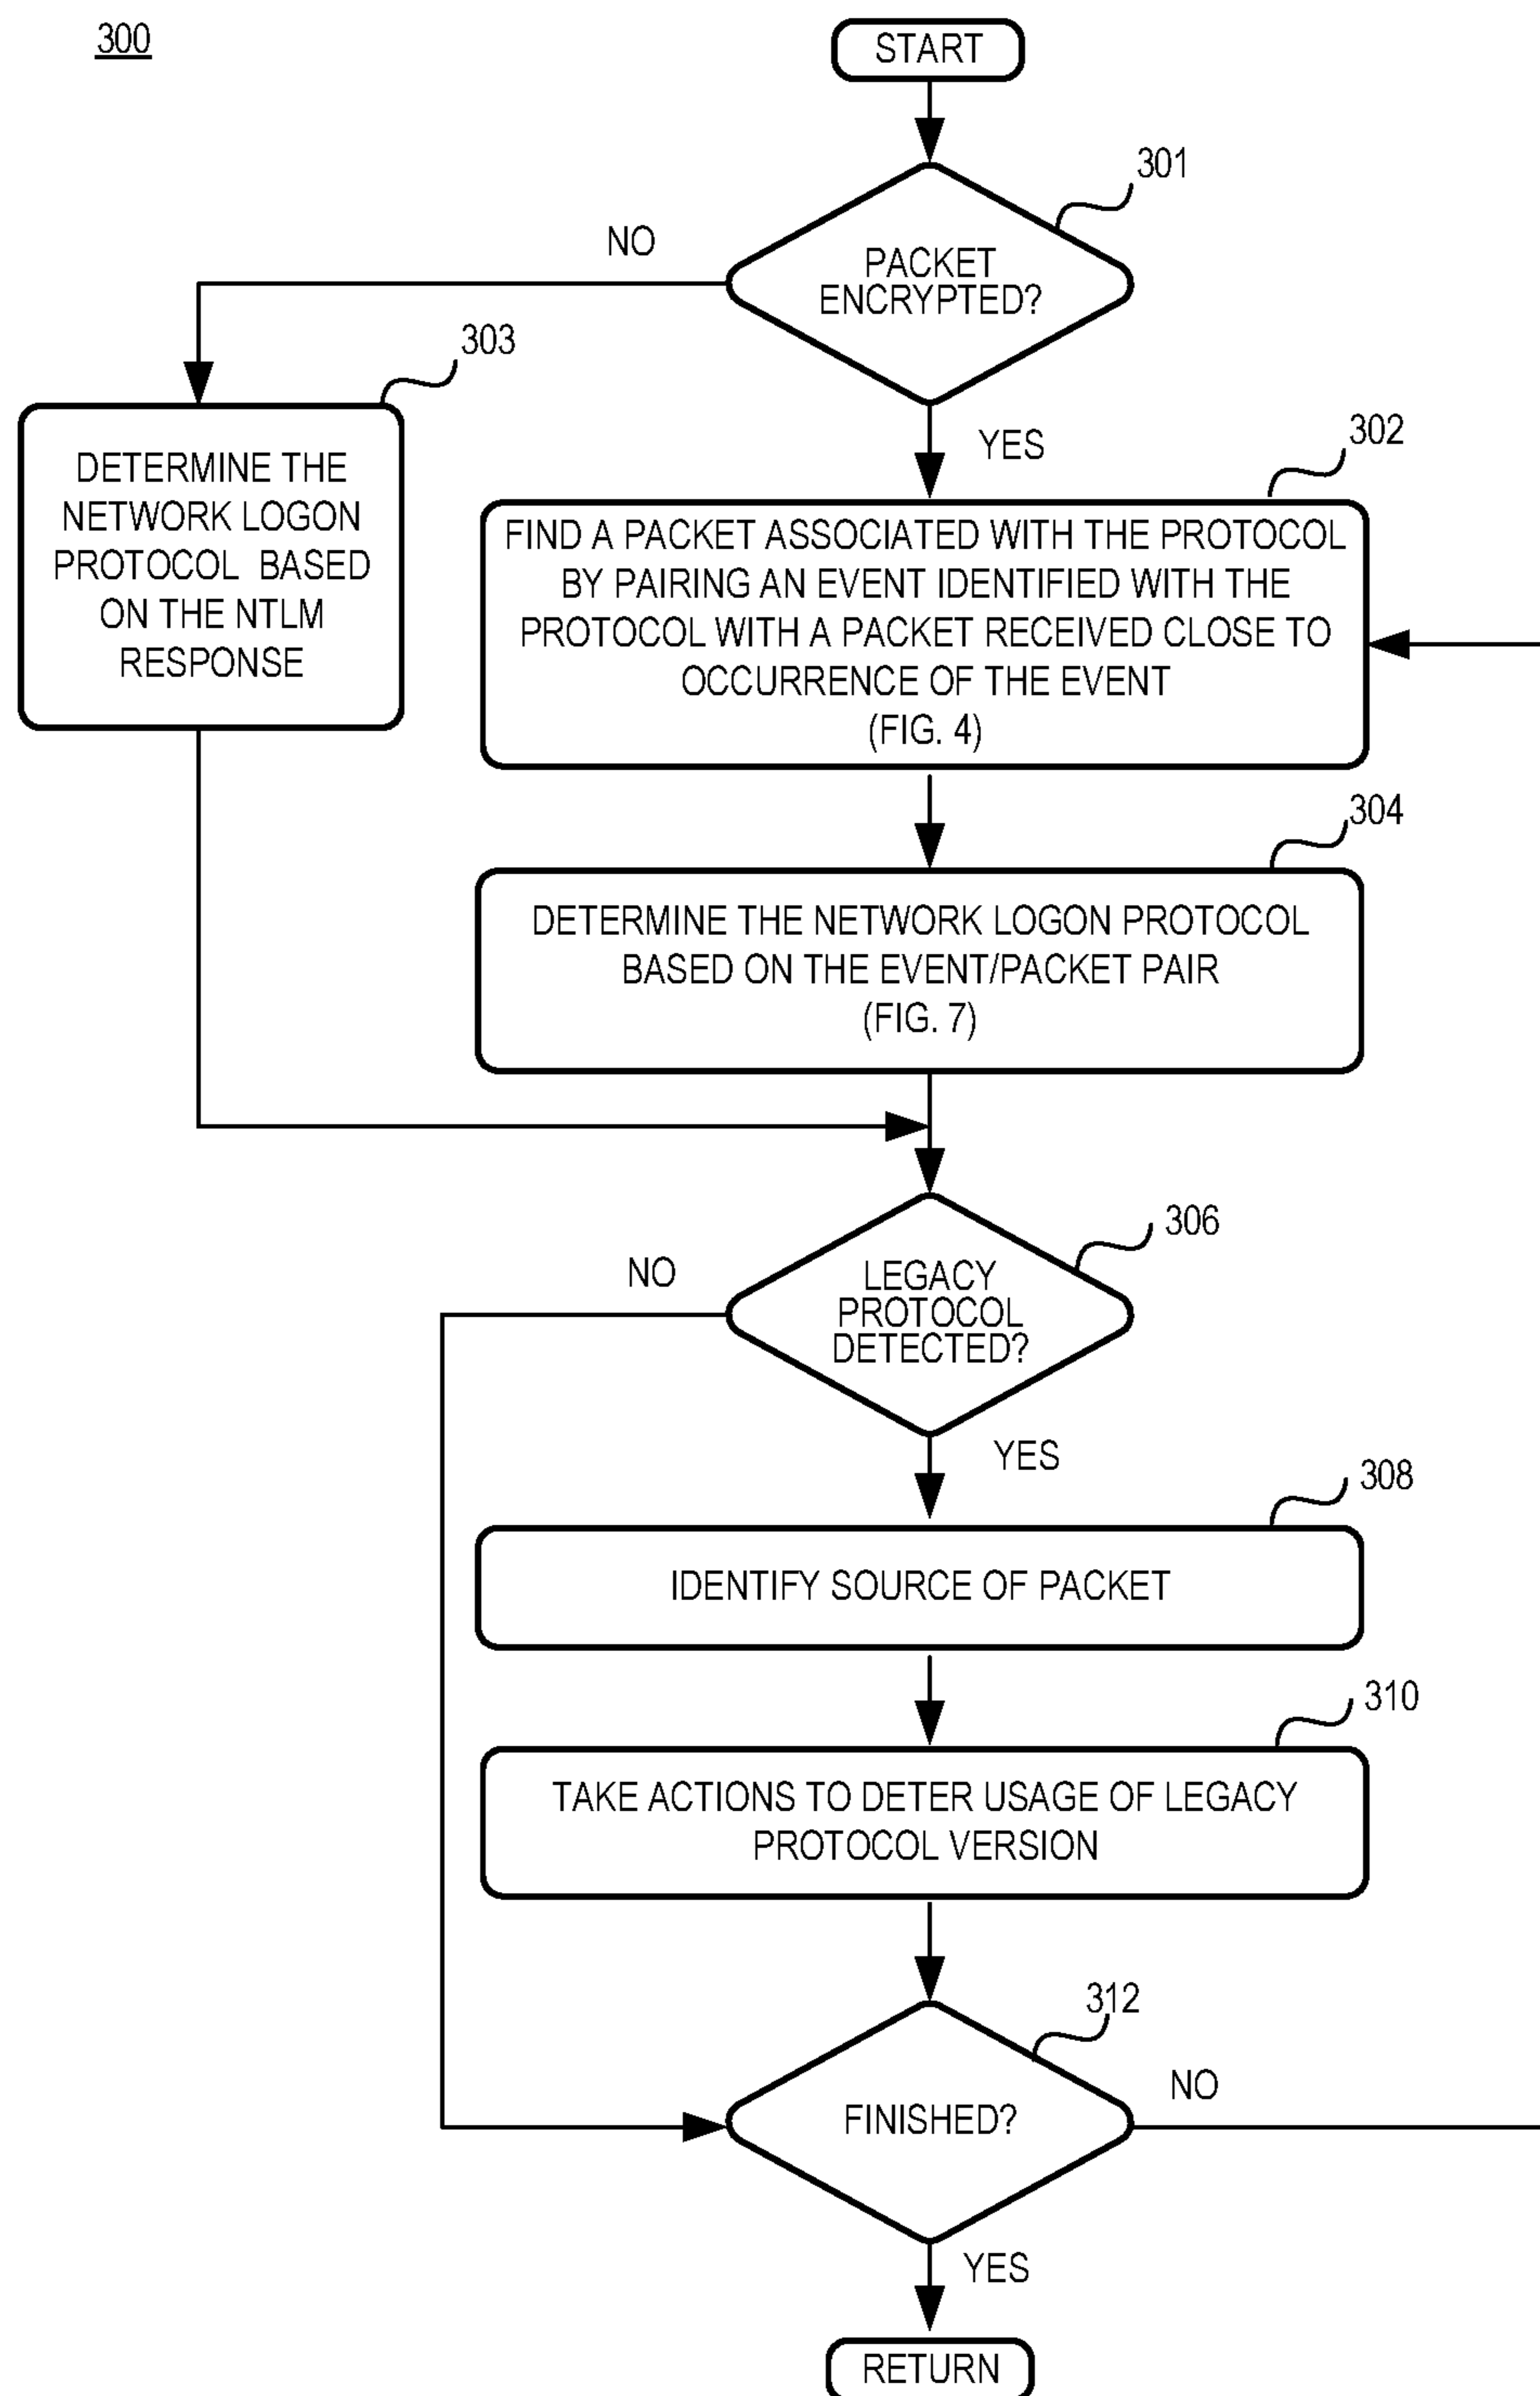 300
START
301
NO
PACKET
ENCRYPTED?
303
YES
302
DETERMINE THE
NETWORK LOGON
PROTOCOL BASED
ON THE NTLM
RESPONSE
FIND A PACKET ASSOCIATED WITH THE PROTOCOL
BY PAIRING AN EVENT IDENTIFIED WITH THE
PROTOCOL WITH A PACKET RECEIVED CLOSE TO
OCCURRENCE OF THE EVENT
(FIG. 4)
304
DETERMINE THE NETWORK LOGON PROTOCOL
BASED ON THE EVENT/PACKET PAIR
(FIG. 7)
306
NO
LEGACY
PROTOCOL
DETECTED?
YES
308
IDENTIFY SOURCE OF PACKET
310
TAKE ACTIONS TO DETER USAGE OF LEGACY
PROTOCOL VERSION
312
NO
FINISHED?
YES
RETURN